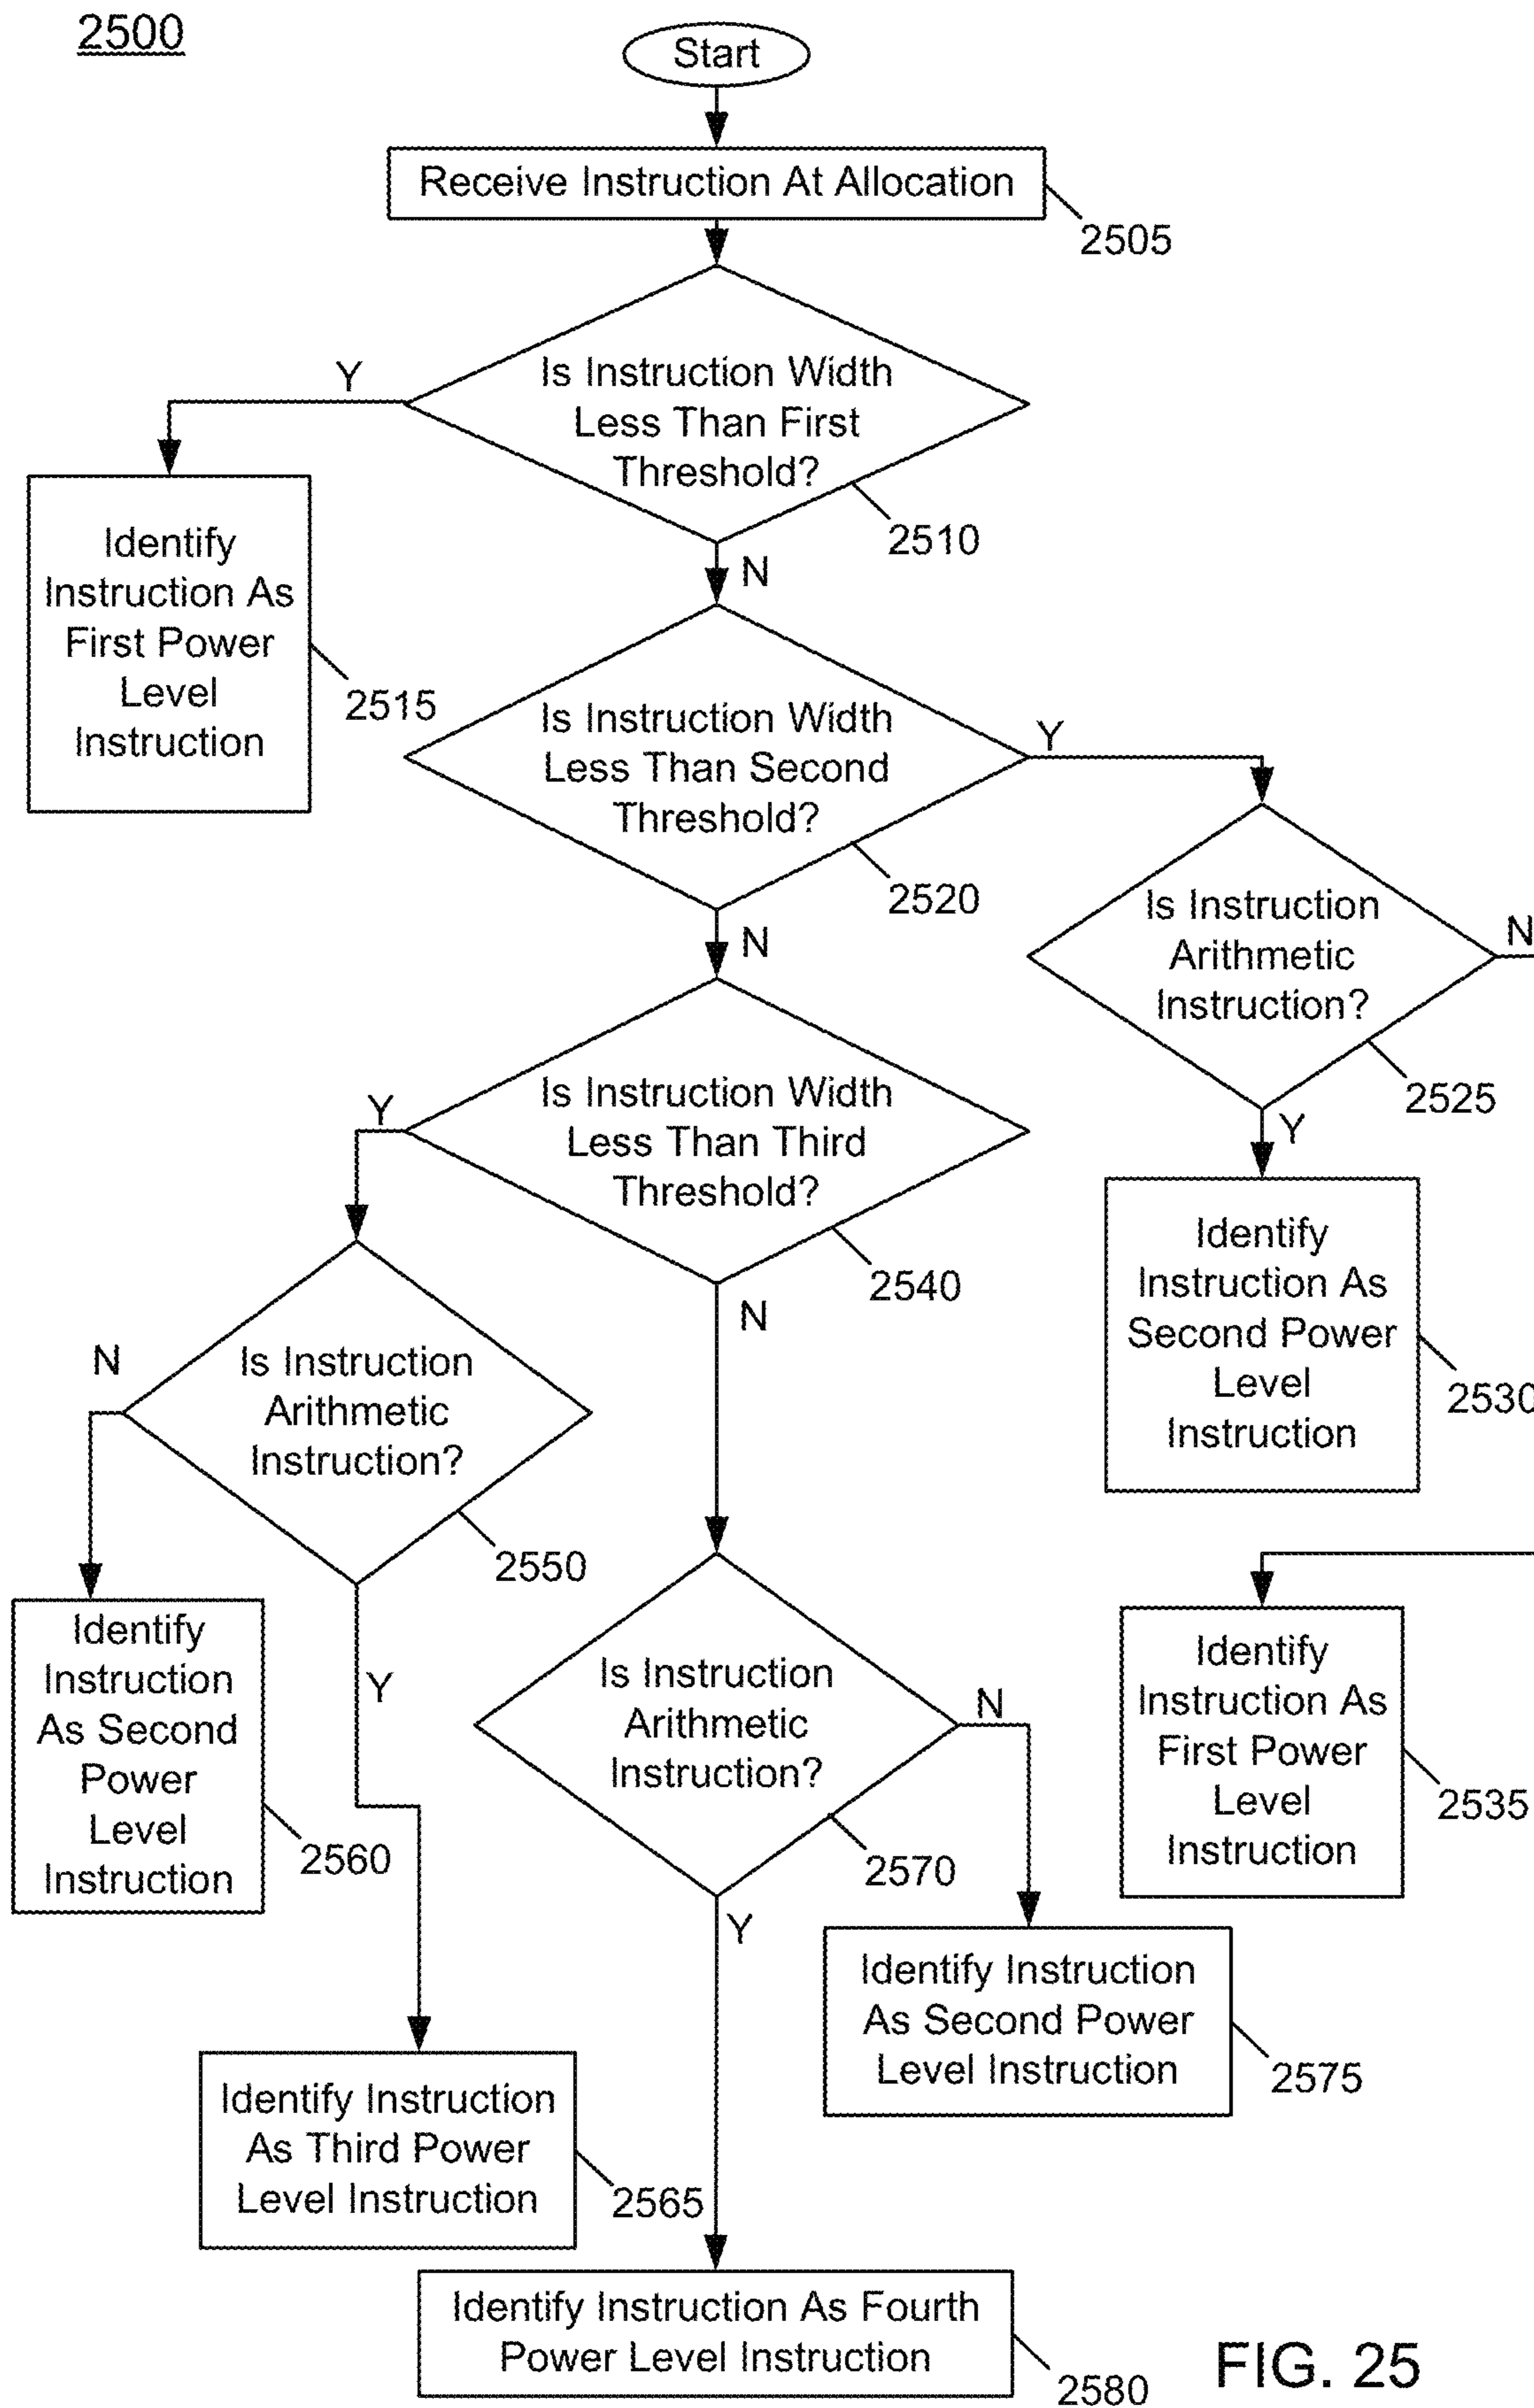 2500
Start
Receive Instruction At Allocation
2505
Y
Is Instruction Width
Less Than First
Threshold?
2510
N
Identify
Instruction As
First Power
Level
Instruction
2515
Is Instruction Width
Less Than Second
Threshold?
2520
Y
N
Is Instruction
Arithmetic
Instruction?
2525
N
Y
Identify
Instruction As
Second Power
Level
Instruction
2530
Is Instruction Width
Less Than Third
Threshold?
2540
Y
N
Is Instruction
Arithmetic
Instruction?
2550
N
Y
Identify
Instruction
As Second
Power
Level
Instruction
2560
Is Instruction
Arithmetic
Instruction?
2570
N
Y
Identify
Instruction As
First Power
Level
Instruction
2535
Identify Instruction
As Second Power
Level Instruction
2575
Identify Instruction
As Third Power
Level Instruction
2565
Identify Instruction As Fourth
Power Level Instruction
2580
FIG. 25